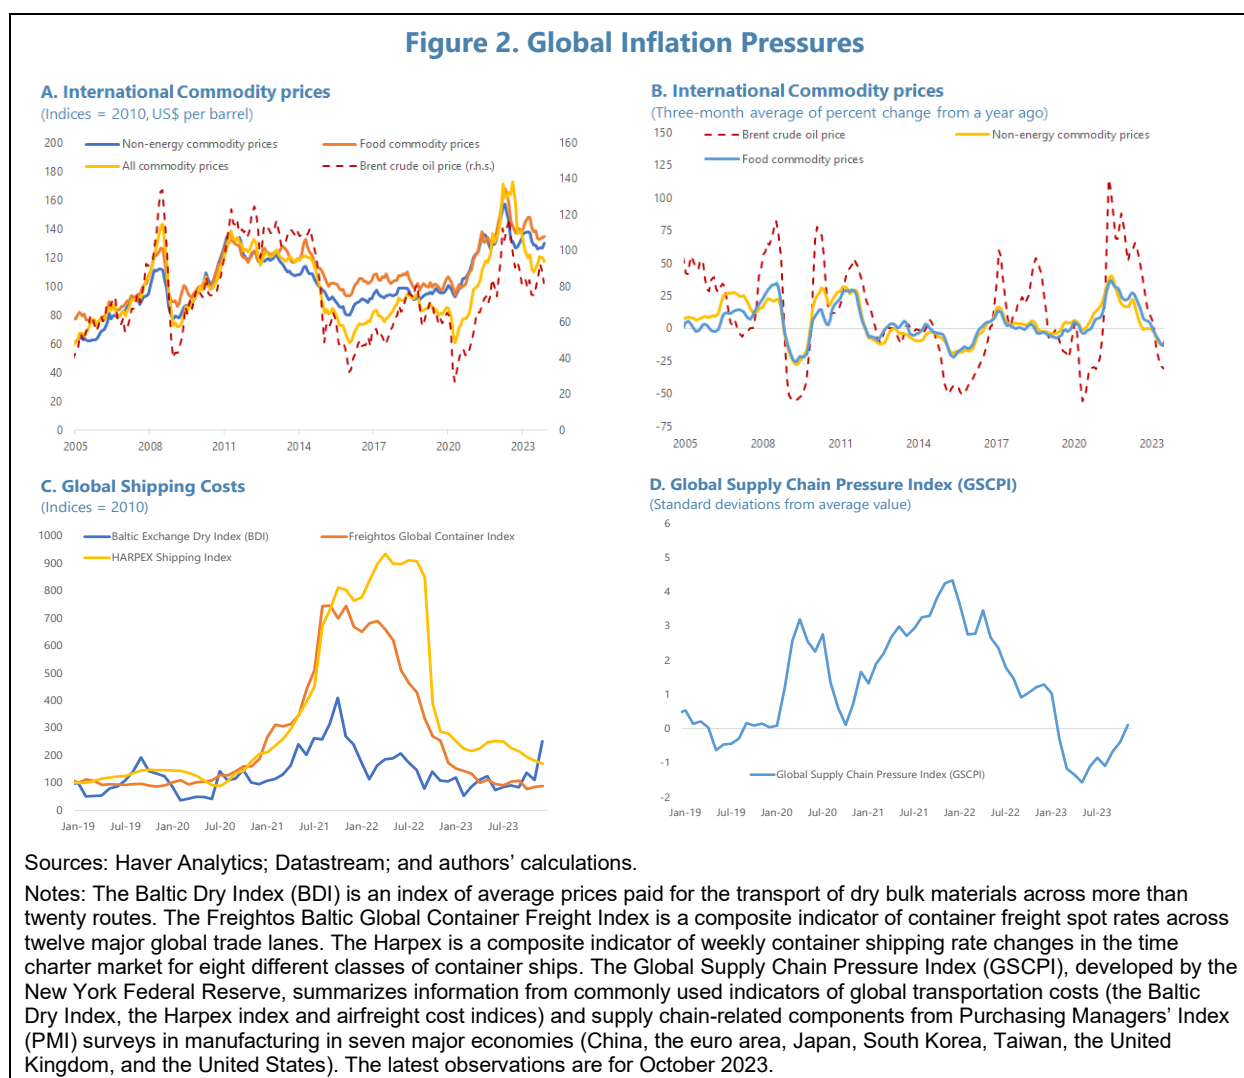 Figure 2. Global Inflation Pressures
A. International Commodity prices
(Indices = 2010, US$ per barrel)
200
180
160
140
120
100
80
60
40
20
0
160
140
120
100
80
60
40
20
0
Non-energy commodity prices
Food commodity prices
All commodity prices
Brent crude oil price (r.h.s.)
2005 2008 2011 2014 2017 2020 2023
B. International Commodity prices
(Three-month average of percent change from a year ago)
150
125
100
75
50
25
0
-25
-50
-75
Brent crude oil price
Non-energy commodity prices
Food commodity prices
2005 2008 2011 2014 2017 2020 2023
C. Global Shipping Costs
(Indices = 2010)
1000
900
800
700
600
500
400
300
200
100
0
Baltic Exchange Dry Index (BDI)
Freightos Global Container Index
HARPEX Shipping Index
Jan-19 Jul-19 Jan-20 Jul-20 Jan-21 Jul-21 Jan-22 Jul-22 Jan-23 Jul-23
D. Global Supply Chain Pressure Index (GSCPI)
(Standard deviations from average value)
6
5
4
3
2
1
0
-1
-2
Global Supply Chain Pressure Index (GSCPI)
Jan-19 Jul-19 Jan-20 Jul-20 Jan-21 Jul-21 Jan-22 Jul-22 Jan-23 Jul-23
Sources: Haver Analytics; Datastream; and authors’ calculations.
Notes: The Baltic Dry Index (BDI) is an index of average prices paid for the transport of dry bulk materials across more than
twenty routes. The Freightos Baltic Global Container Freight Index is a composite indicator of container freight spot rates across
twelve major global trade lanes. The Harpex is a composite indicator of weekly container shipping rate changes in the time
charter market for eight different classes of container ships. The Global Supply Chain Pressure Index (GSCPI), developed by the
New York Federal Reserve, summarizes information from commonly used indicators of global transportation costs (the Baltic
Dry Index, the Harpex index and airfreight cost indices) and supply chain-related components from Purchasing Managers’ Index
(PMI) surveys in manufacturing in seven major economies (China, the euro area, Japan, South Korea, Taiwan, the United
Kingdom, and the United States). The latest observations are for October 2023.